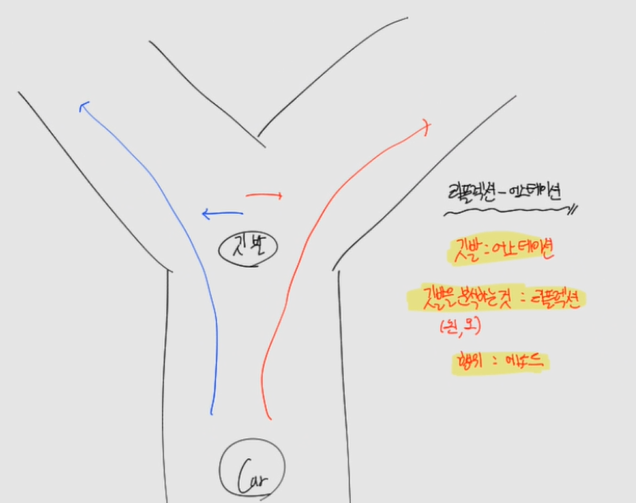 리플렉션 - 어노테이션
깃발
깃발 : 어노테이션
깃발을 분석하는것 : 리플렉션
(왼, 오)
행위 : 메소드
Car